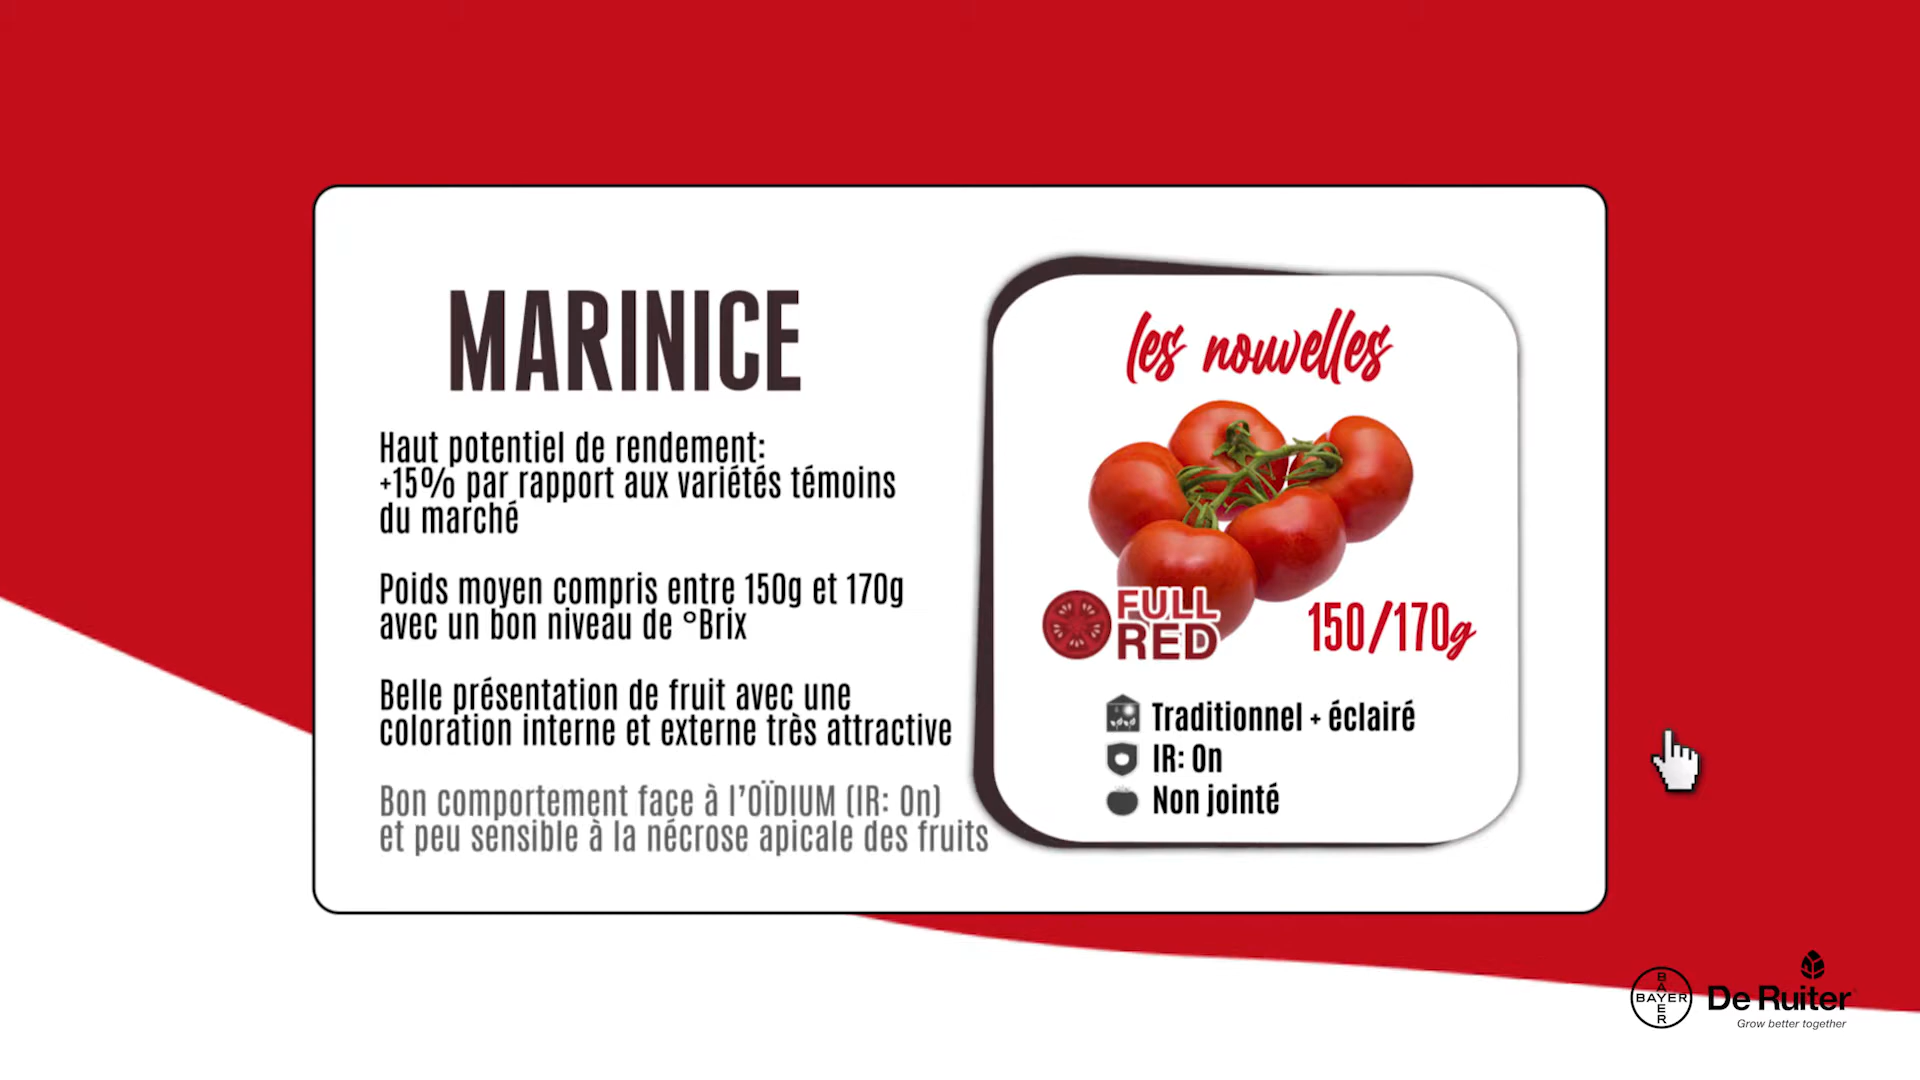 MARINICE
Haut potentiel de rendement:
+15% par rapport aux variétés témoins
du marché
Poids moyen compris entre 150g et 170g
avec un bon niveau de °Brix
Belle présentation de fruit avec une
coloration interne et externe très attractive
Bon comportement face à l'OÏDIUM (IR: On)
et peu sensible à la nécrose apicale des fruits
les nouvelles
FULL
RED
150/170g
Traditionnel + éclairé
IR: On
Non jointé
BAYER
BAYER
De Ruiter
Grow better together